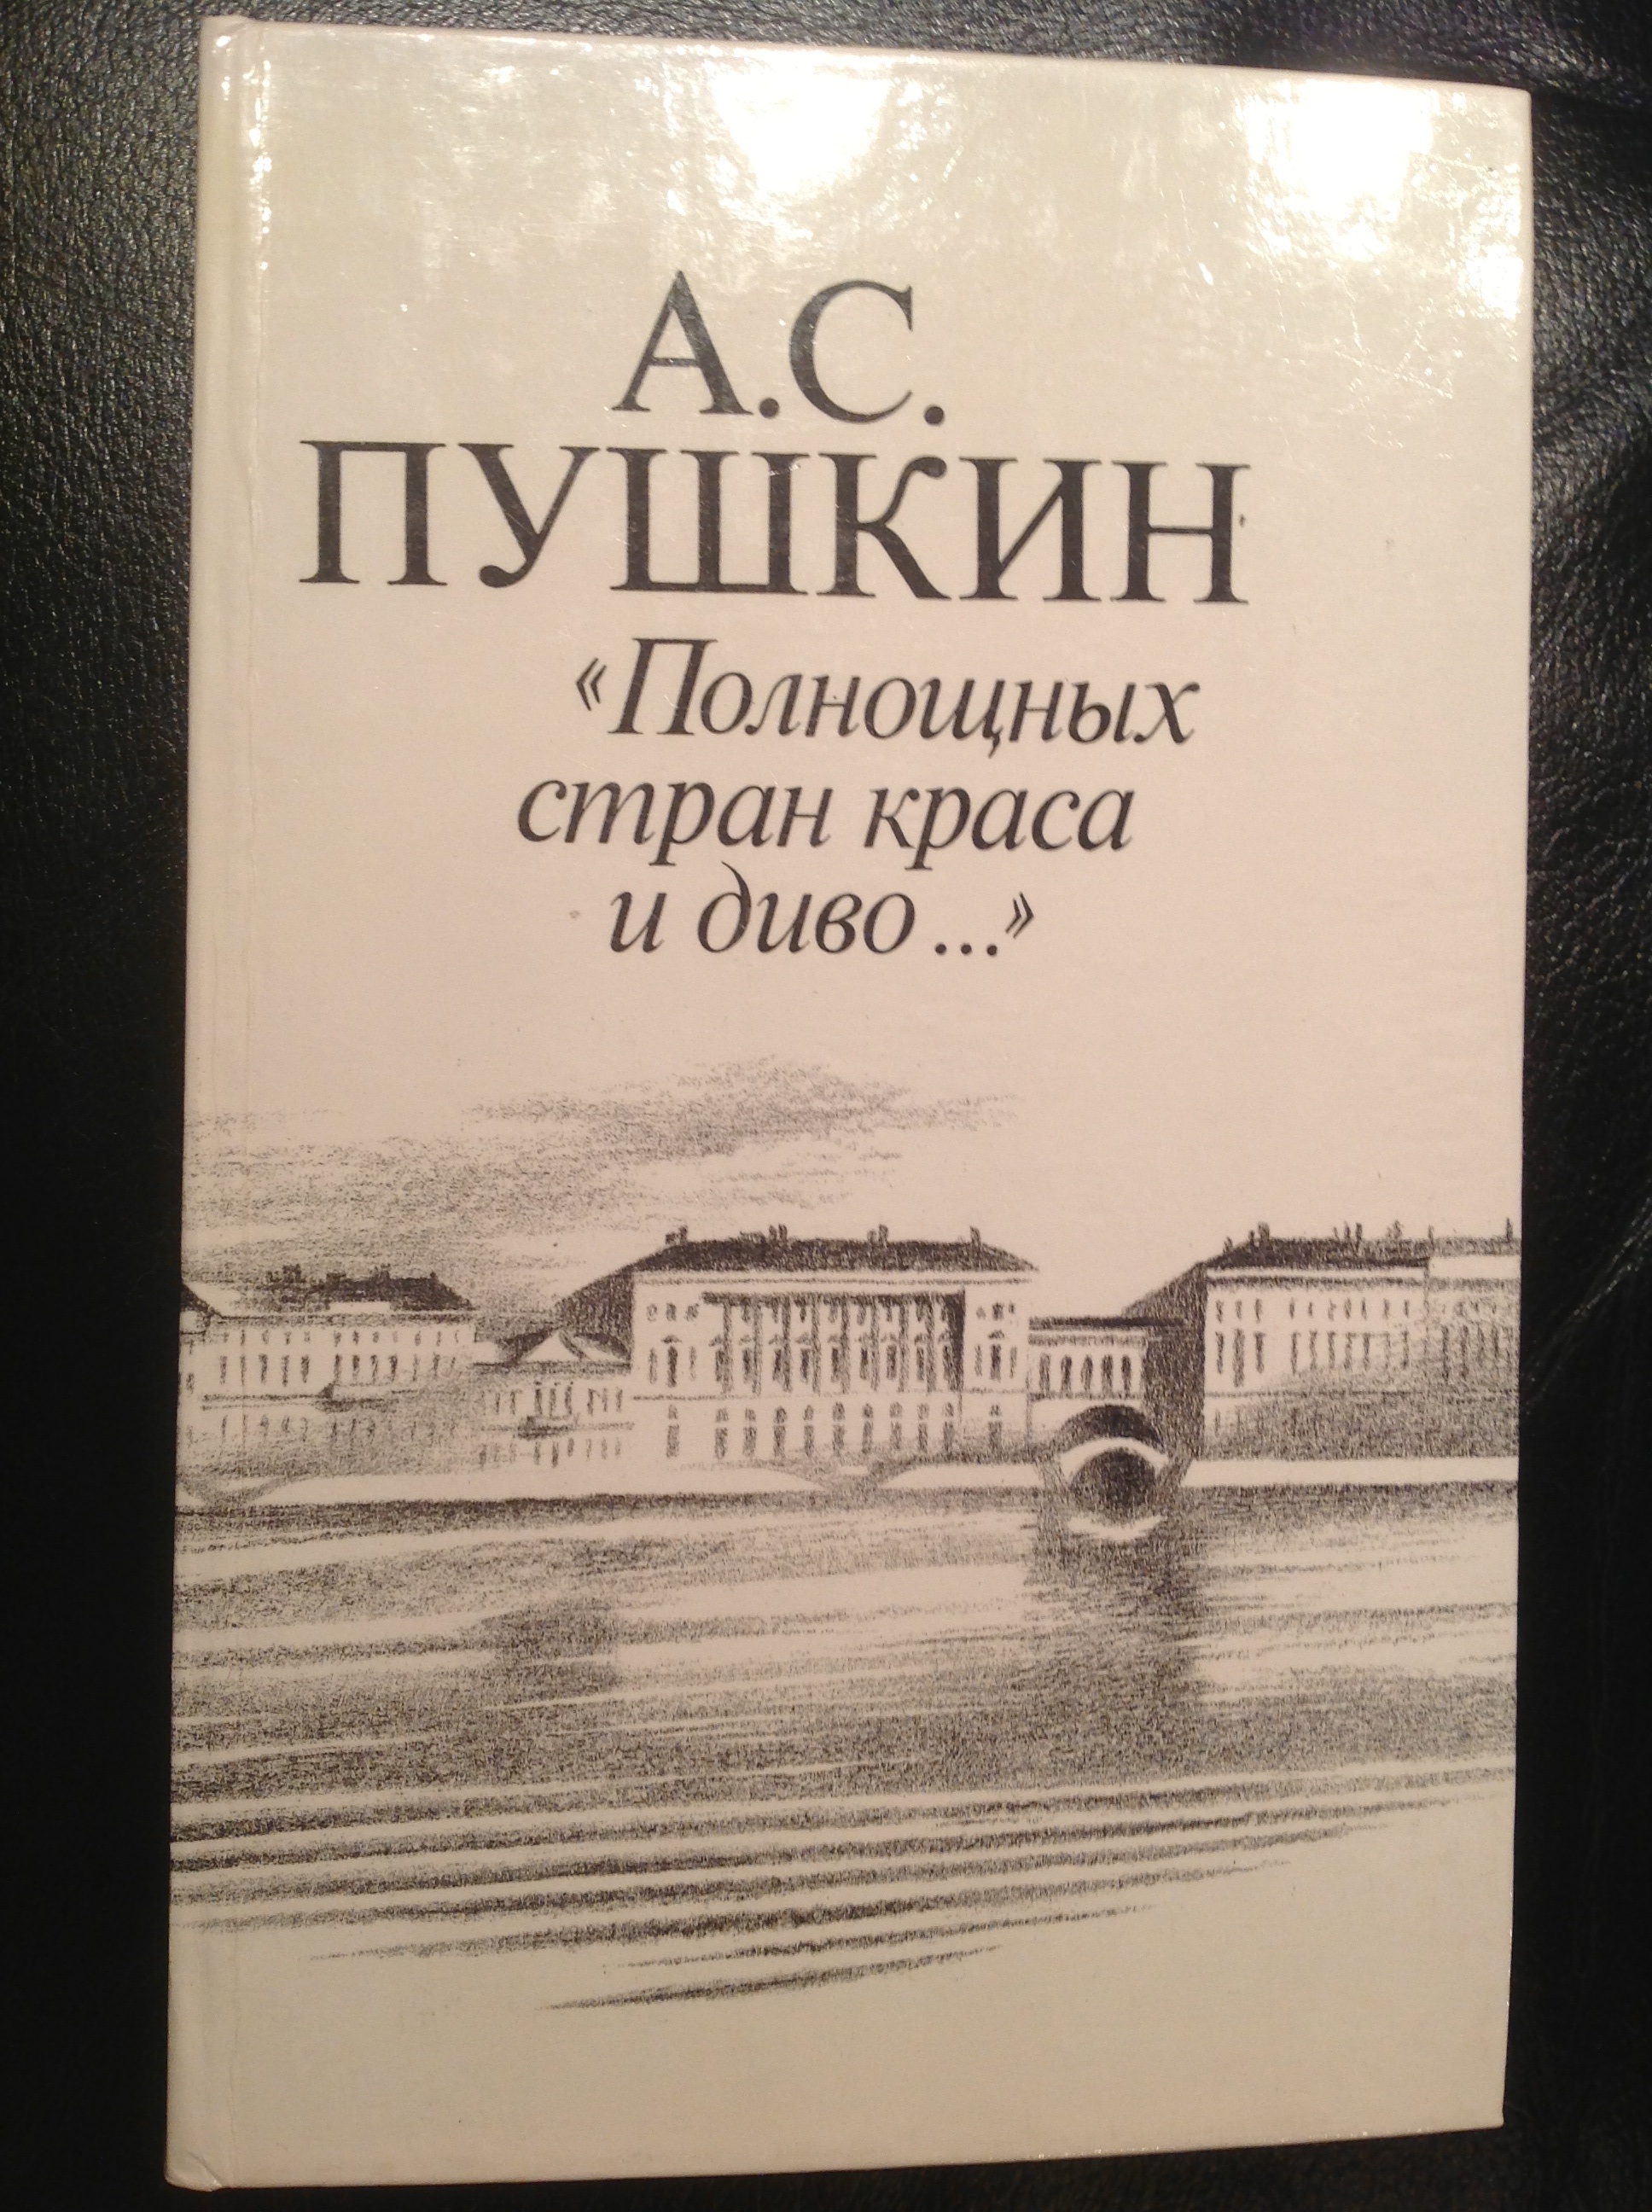 А.С.
ПУШКИН
«Полнощных
стран краса
и диво...»